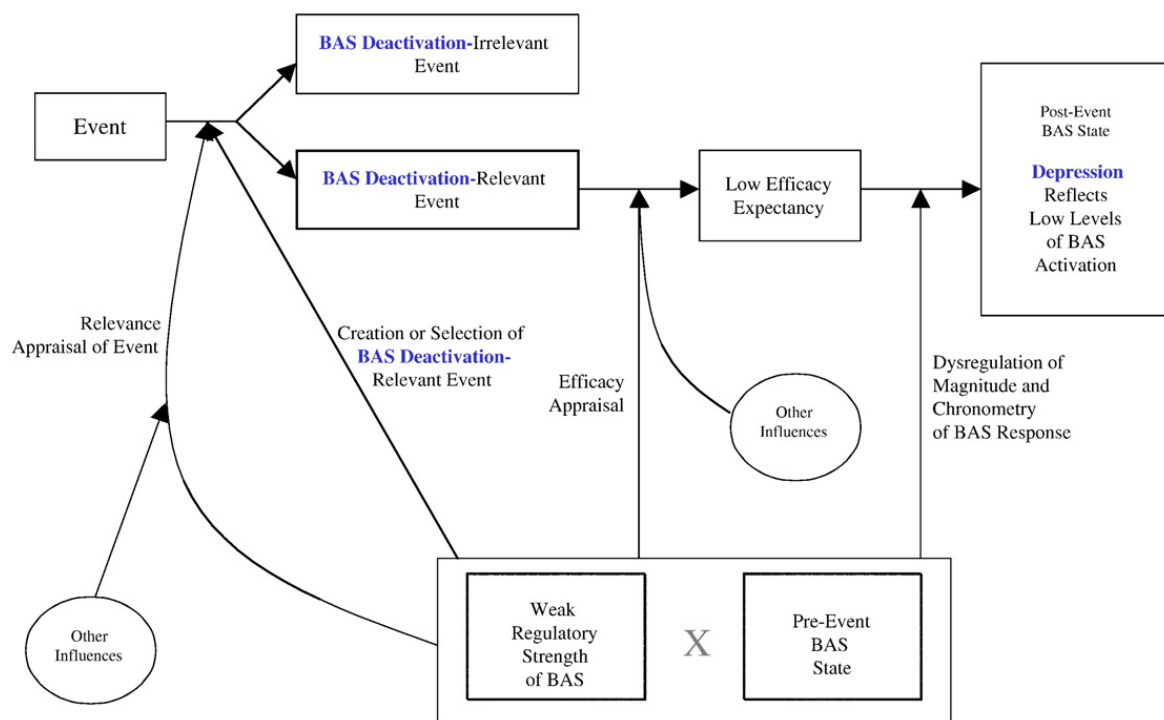 BAS Deactivation-Irrelevant
Event
Event
BAS Deactivation-Relevant
Event
Low Efficacy
Expectancy
Post-Event
BAS State
Depression
Reflects
Low Levels
of BAS
Activation
Relevance
Appraisal of Event
Creation or Selection of
BAS Deactivation-
Relevant Event
Efficacy
Appraisal
Other
Influences
Dysregulation of
Magnitude and
Chronometry
of BAS Response
Other
Influences
Weak
Regulatory
Strength
of BAS
X
Pre-Event
BAS
State